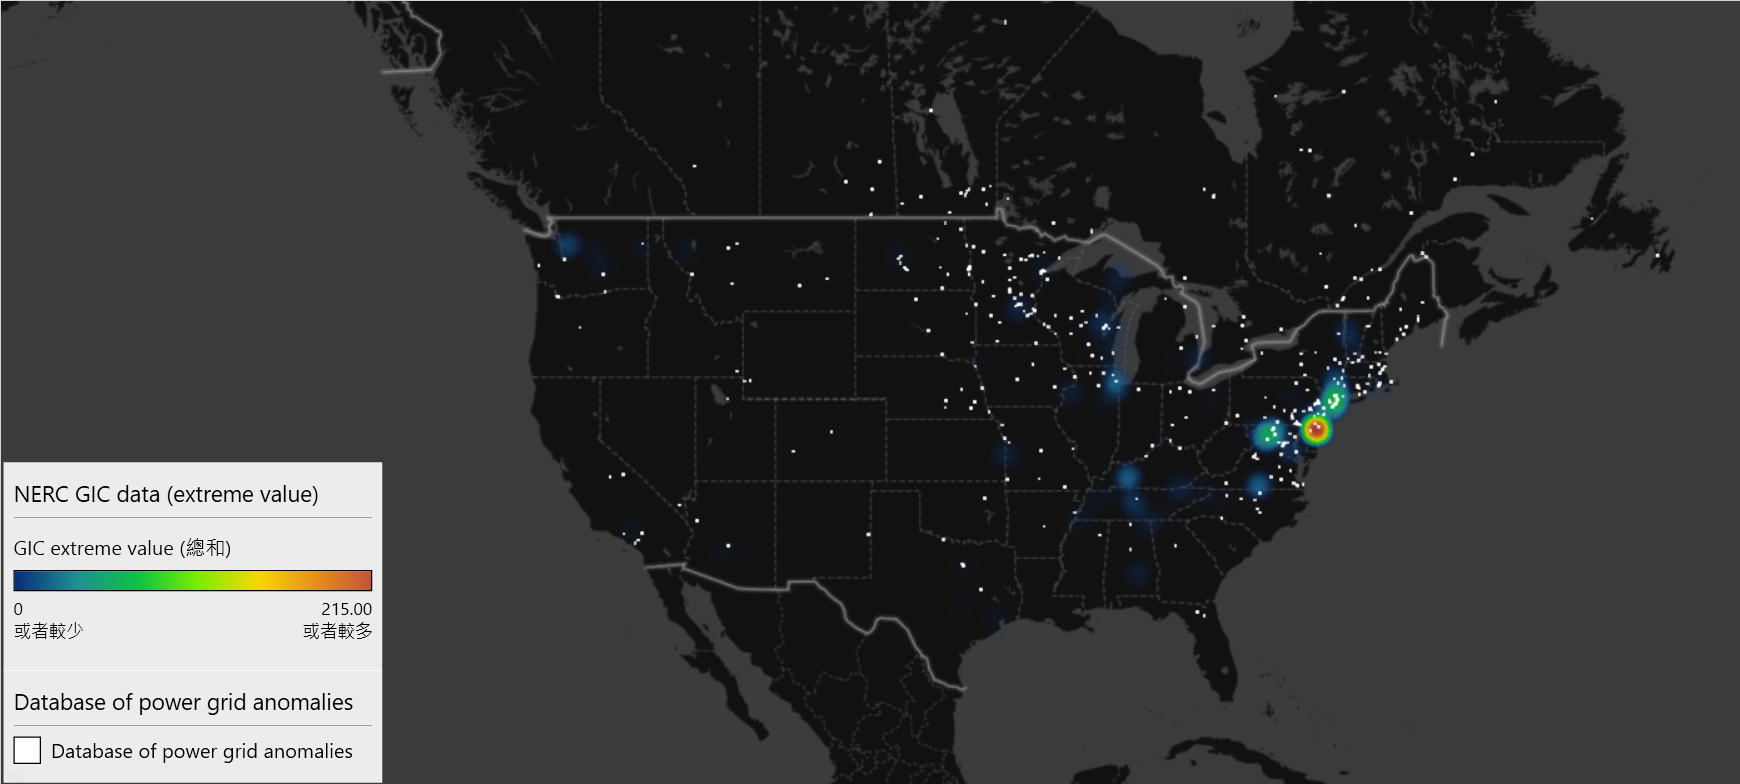 NERC GIC data (extreme value)
GIC extreme value (總和)
0
215.00
或者較少
或者較多
Database of power grid anomalies
Database of power grid anomalies